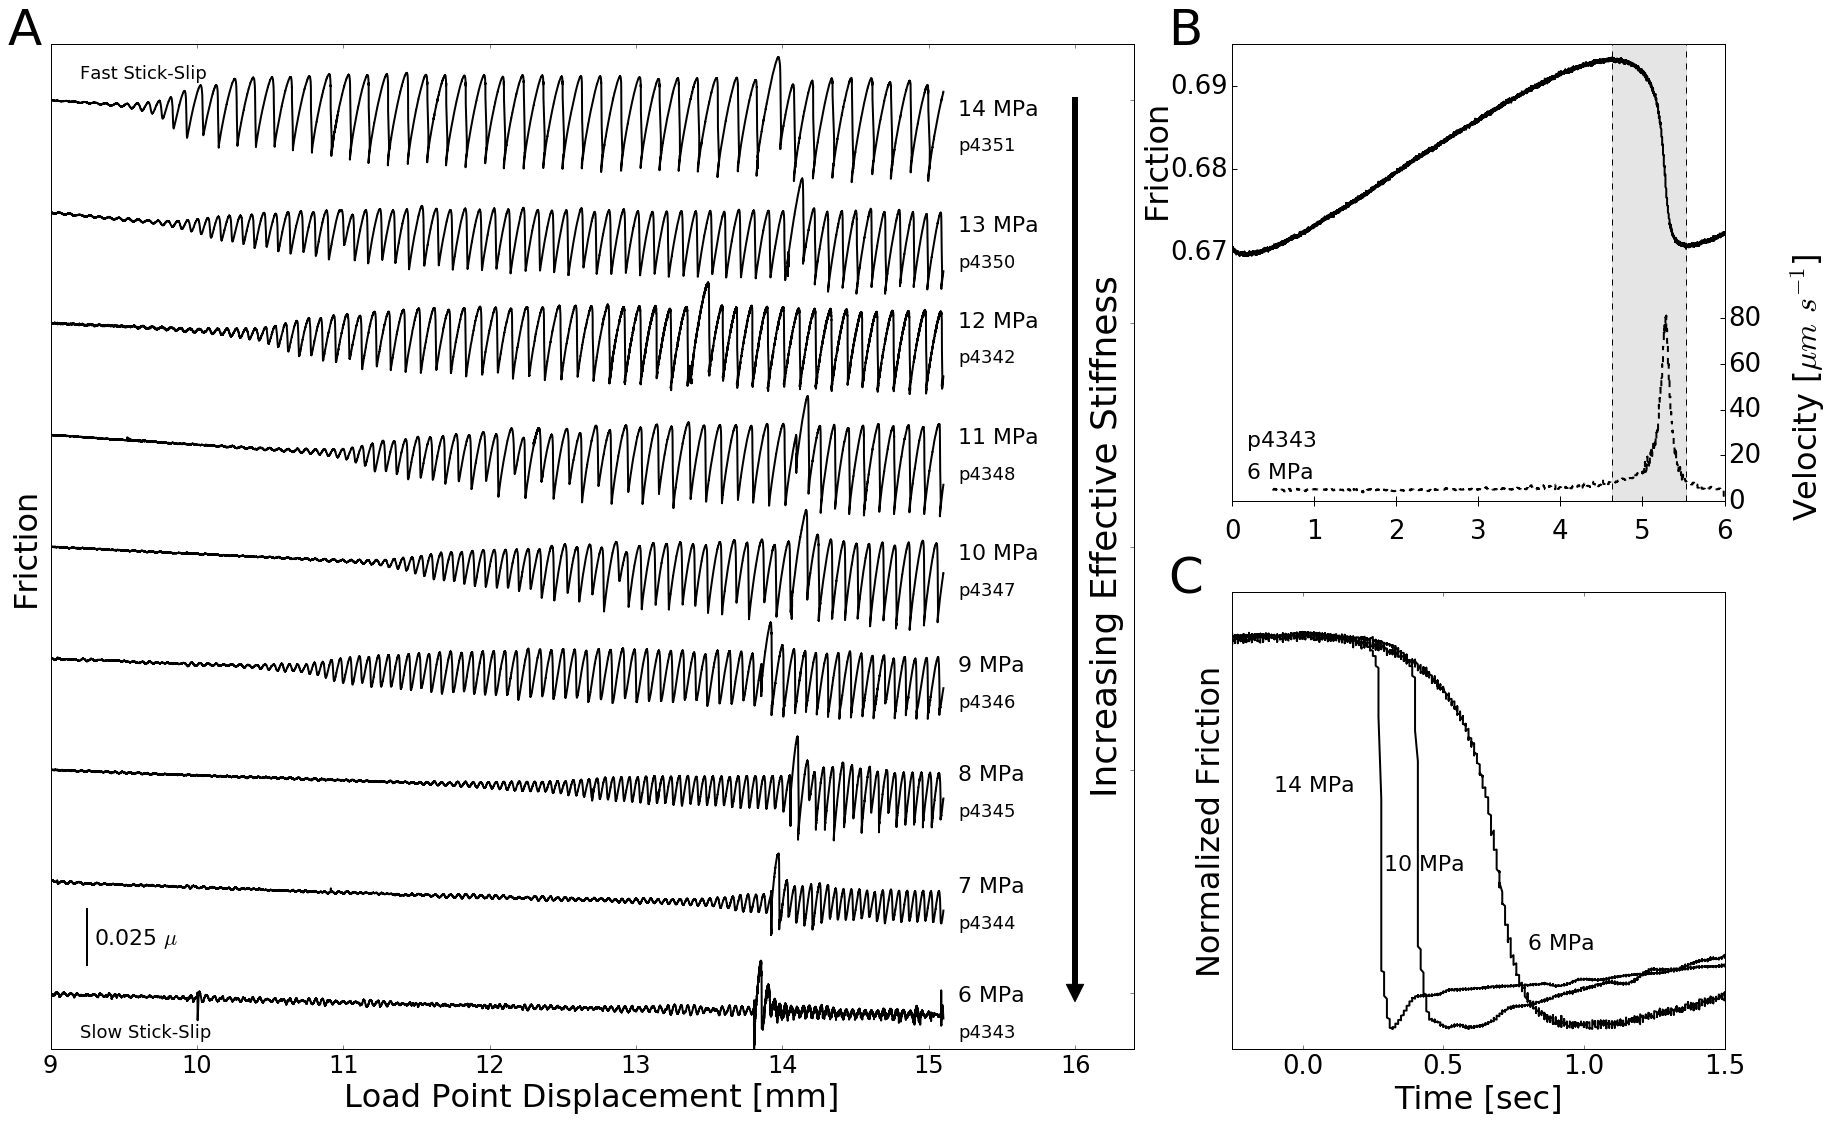 A
Fast Stick-Slip
14 MPa
p4351
13 MPa
p4350
12 MPa
p4342
11 MPa
p4348
10 MPa
p4347
9 MPa
p4346
8 MPa
p4345
7 MPa
p4344
6 MPa
p4343
0.025 μ
Slow Stick-Slip
Friction
Increasing Effective Stiffness
9 10 11 12 13 14 15 16
Load Point Displacement [mm]
B
0.69
0.68
0.67
Friction
80
60
40
20
0
Velocity [μm s⁻¹]
p4343
6 MPa
0 1 2 3 4 5 6
C
Normalized Friction
14 MPa
10 MPa
6 MPa
0.0 0.5 1.0 1.5
Time [sec]